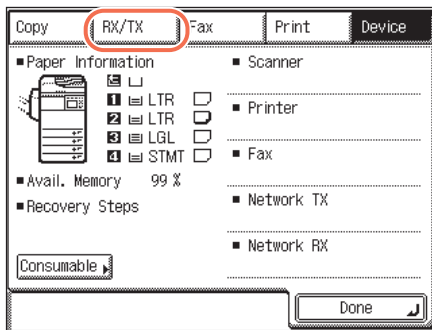 Copy RX/TX Fax Print Device
Paper Information
1 LTR
2 LTR
3 LGL
4 STMT
Avail. Memory 99 %
Recovery Steps
Consumable
Scanner
Printer
Fax
Network TX
Network RX
Done